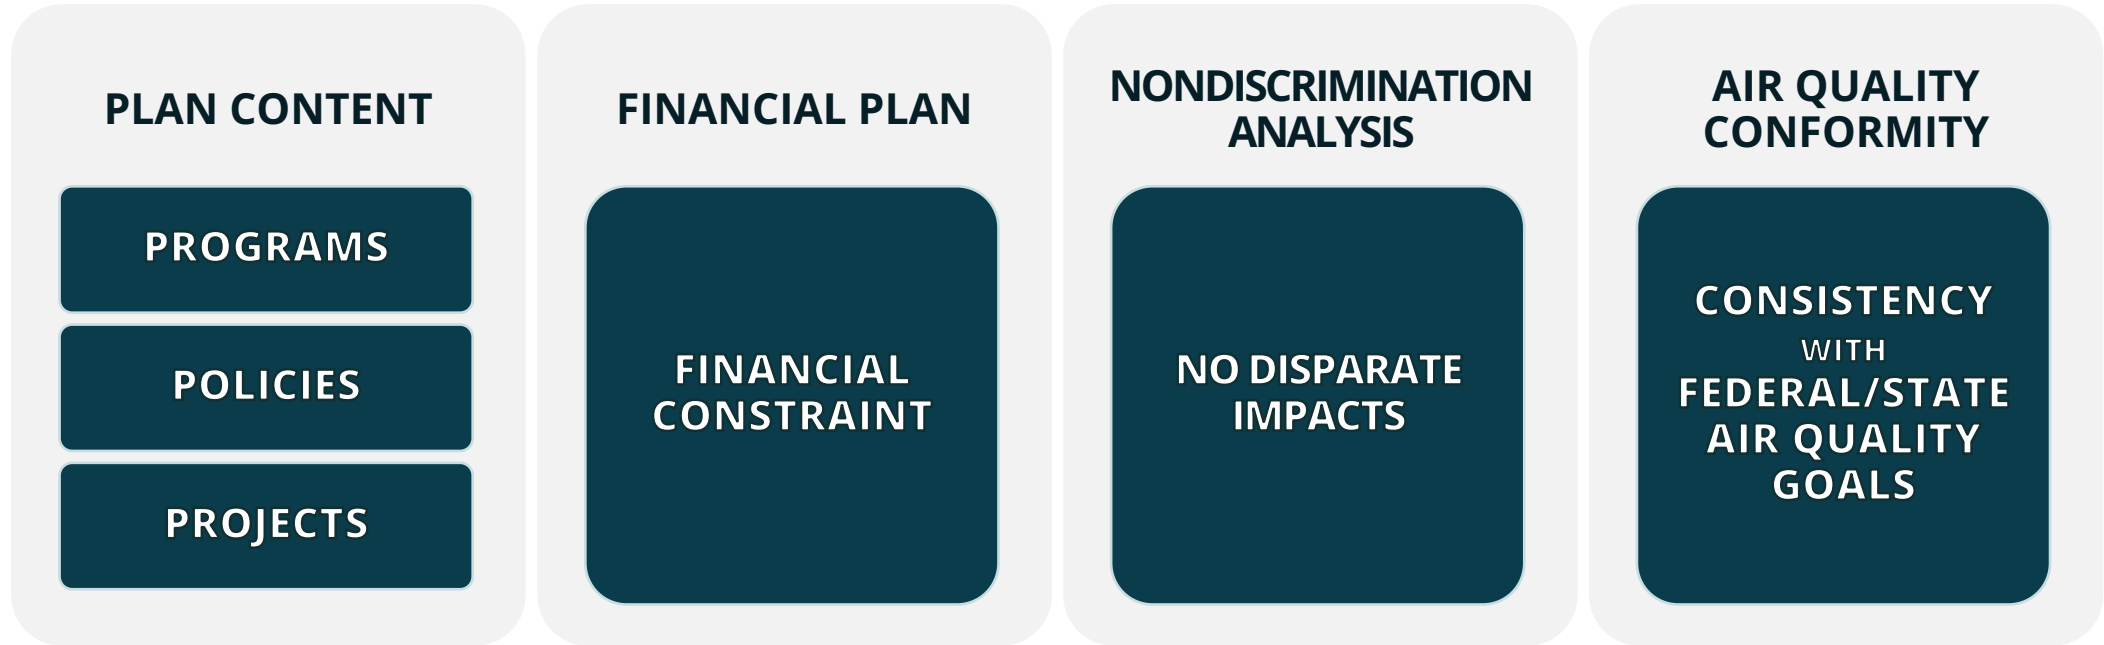 PLAN CONTENT
PROGRAMS
POLICIES
PROJECTS
FINANCIAL PLAN
FINANCIAL
CONSTRAINT
NONDISCRIMINATION
ANALYSIS
NO DISPARATE
IMPACTS
AIR QUALITY
CONFORMITY
CONSISTENCY
WITH
FEDERAL/STATE
AIR QUALITY
GOALS